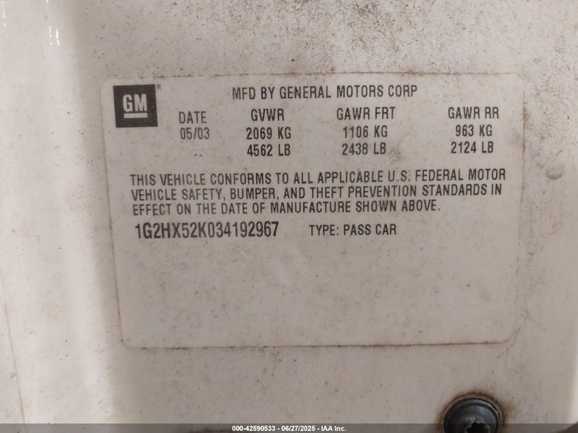 GM
MFD BY GENERAL MOTORS CORP
DATE GVWR GAWR FRT GAWR RR
05/03 2069 KG 1106 KG 963 KG
4562 LB 2438 LB 2124 LB
THIS VEHICLE CONFORMS TO ALL APPLICABLE U.S. FEDERAL MOTOR
VEHICLE SAFETY, BUMPER, AND THEFT PREVENTION STANDARDS IN
EFFECT ON THE DATE OF MANUFACTURE SHOWN ABOVE.
1G2HX52K034192967 TYPE: PASS CAR
000-42590533 - 06/27/2025 - IAA Inc.